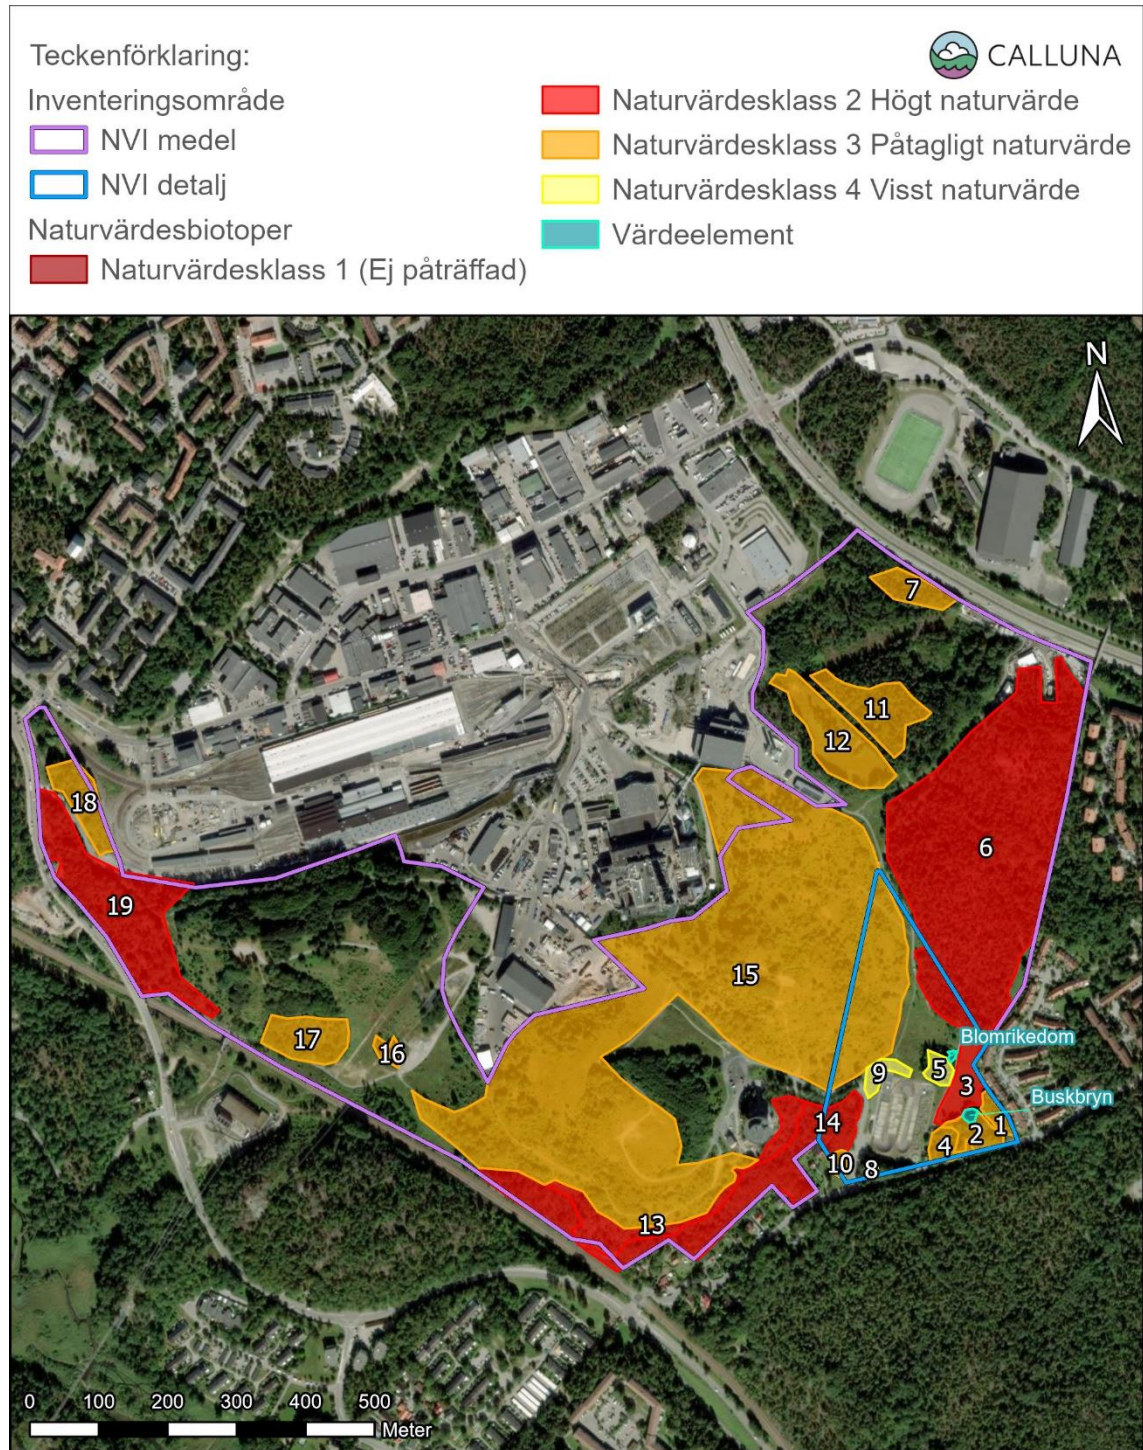 Teckenförklaring:
CALLUNA
Inventeringsområde
NVI medel
NVI detalj
Naturvärdesbiotoper
Naturvärdesklass 1 (Ej påträffad)
Naturvärdesklass 2 Högt naturvärde
Naturvärdesklass 3 Påtagligt naturvärde
Naturvärdesklass 4 Visst naturvärde
Värdeelement
N
7
11
12
18
6
19
15
17
16
Blomrikedom
9
5
3
Buskbryn
14
1
4
2
10
8
13
0 100 200 300 400 500
Meter